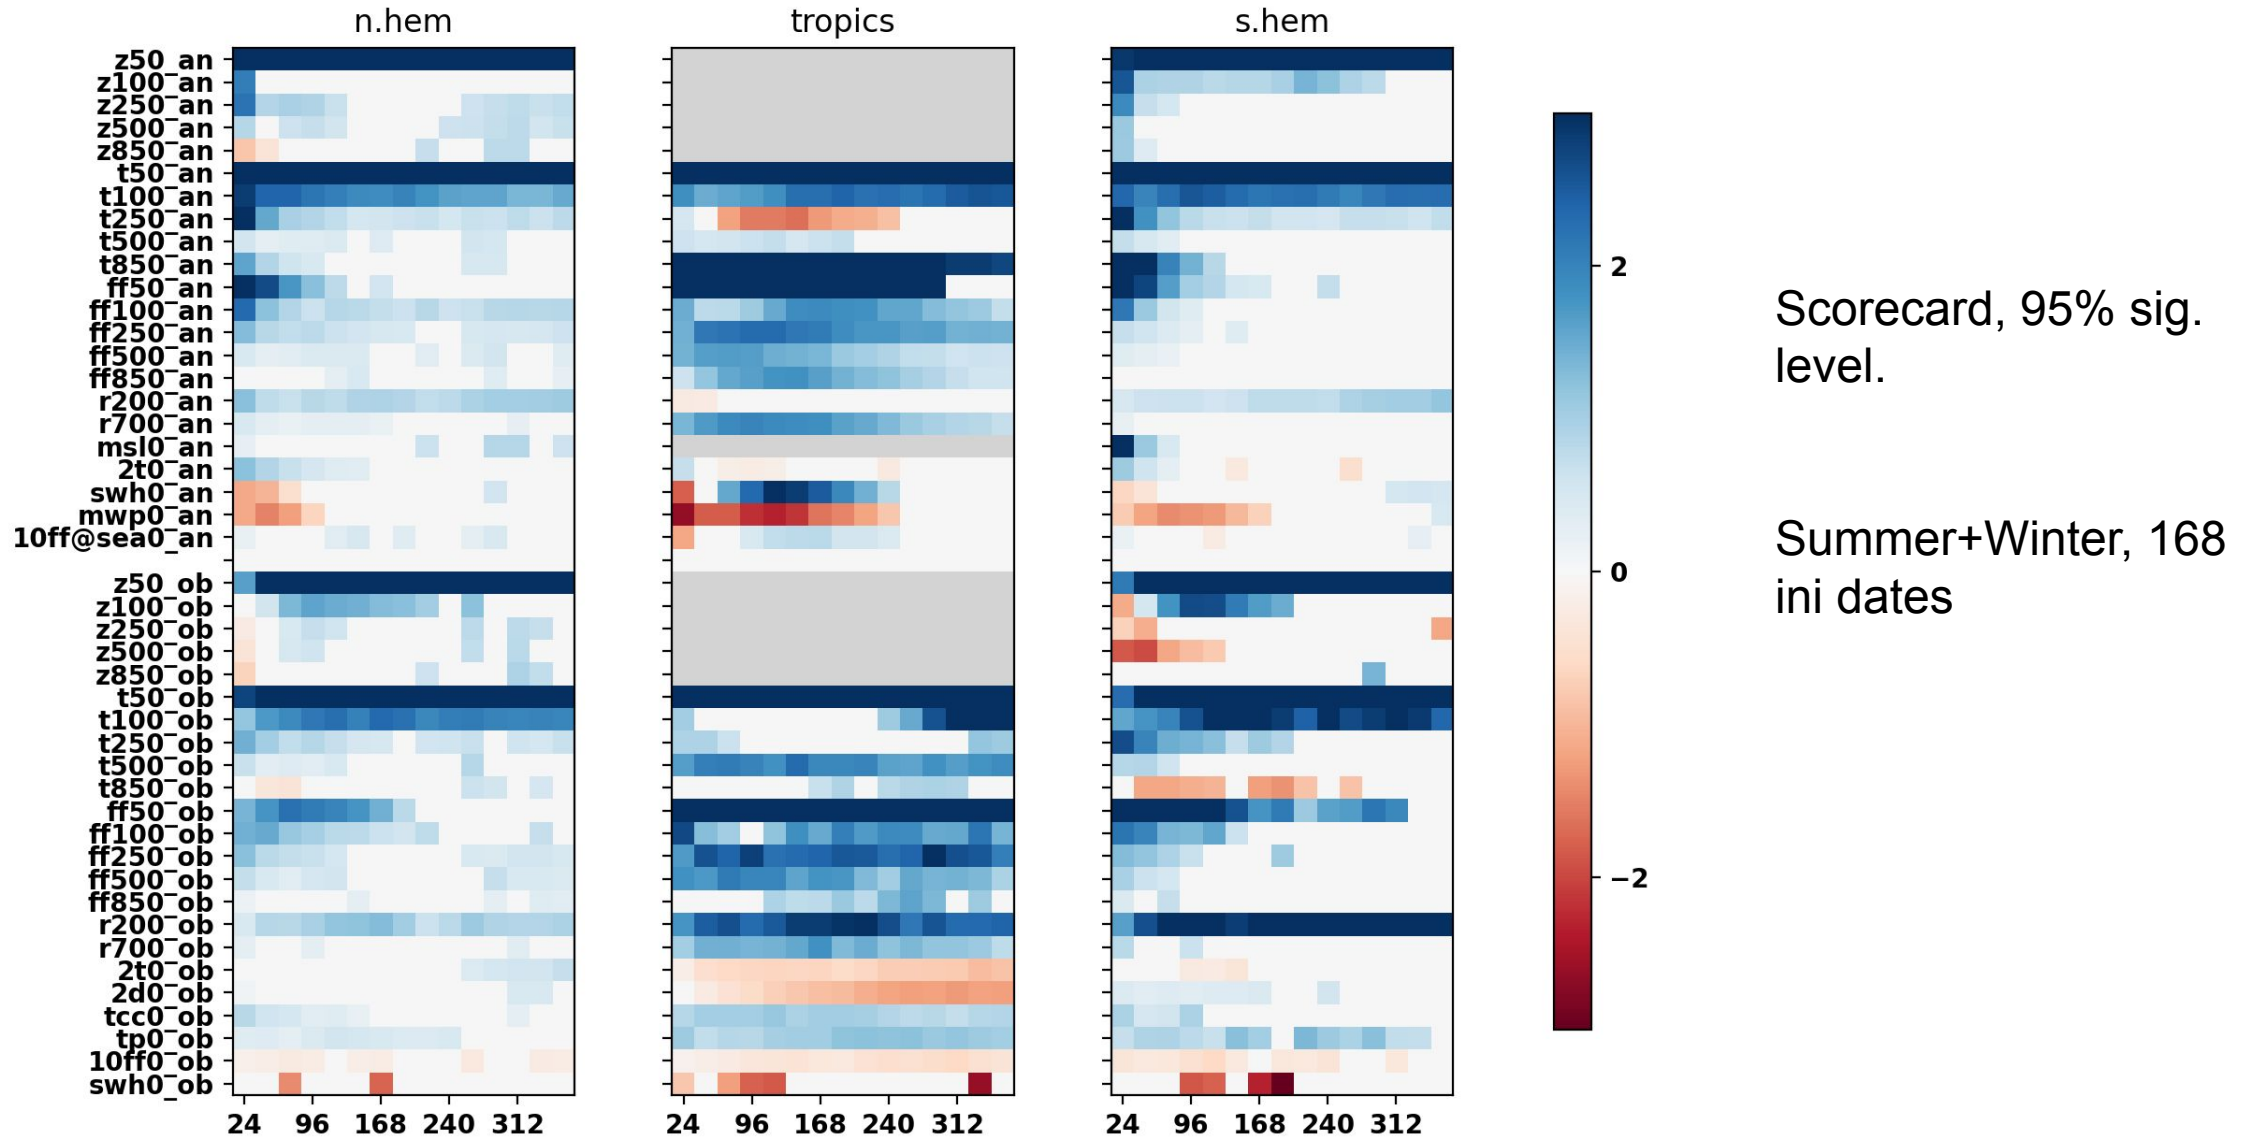 n.hem
tropics
s.hem
z50_an
z100_an
z250_an
z500_an
z850_an
t50_an
t100_an
t250_an
t500_an
t850_an
ff50_an
ff100_an
ff250_an
ff500_an
ff850_an
r200_an
r700_an
msl0_an
2t0_an
swh0_an
mwp0_an
10ff@sea0_an
z50_ob
z100_ob
z250_ob
z500_ob
z850_ob
t50_ob
t100_ob
t250_ob
t500_ob
t850_ob
ff50_ob
ff100_ob
ff250_ob
ff500_ob
ff850_ob
r200_ob
r700_ob
2t0_ob
2d0_ob
tcc0_ob
tp0_ob
10ff0_ob
swh0_ob
24 96 168 240 312
24 96 168 240 312
24 96 168 240 312
2
0
−2
Scorecard, 95% sig.
level.
Summer+Winter, 168
ini dates